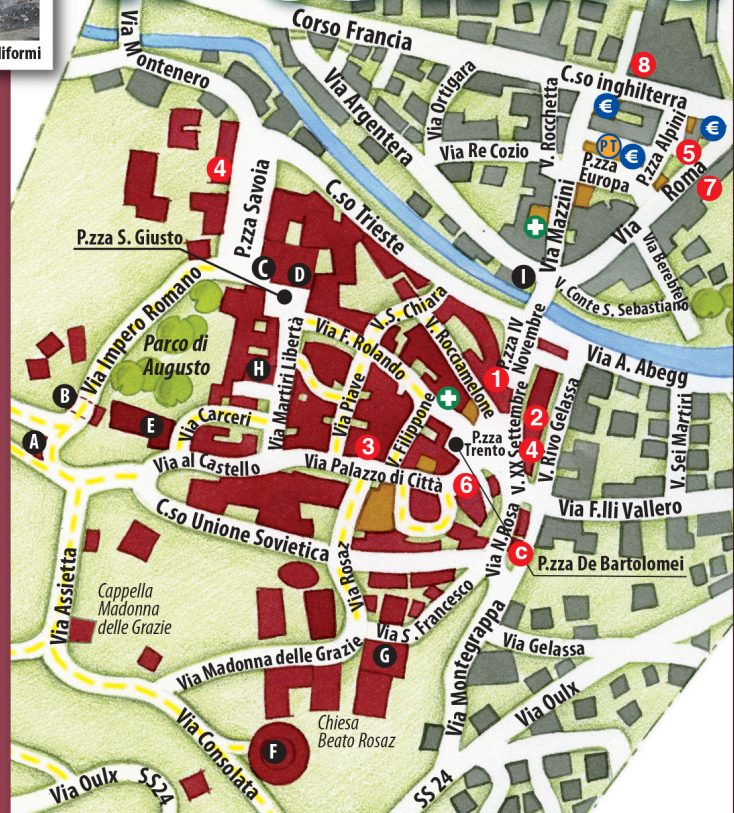 liformi
Via Montenero
Corso Francia
Via Argentera
Via Ortigara
Via Re Cozio
V. Rocchetta
C.so inghilterra
8
€
€
PT
€
P.zza
Europa
P.zza Alpini
5
7
Via Roma
Via Mazzini
Via Berebfen
V. Conte S. Sebastiano
I
4
P.zza Savoia
C.so Trieste
P.zza S. Giusto
C
D
Via Impero Romano
Parco di
Augusto
H
B
A
E
Via Carceri
Via Martiri Libertà
Via F. Rolando
V.S. Chiara
V. Rocciamelone
Via Piave
V. Filippone
P.zza IV
Novembre
1
2
4
3
6
V. XX Settembre
V. Rivo Gelassa
Via A. Abegg
V. Sei Martiri
P.zza
Trento
Via al Castello
Via Palazzo di Città
Via F.lli Vallero
C.so Unione Sovietica
Via N. Rosa
C
P.zza De Bartolomei
Via Rosaz
Via Assietta
Cappella
Madonna
delle Grazie
Via S. Francesco
G
Via Madonna delle Grazie
Via Montegrappa
Via Gelassa
Chiesa
Beato Rosaz
F
Via Consolata
Via Oulx
SS24
SS 24
Via Oulx